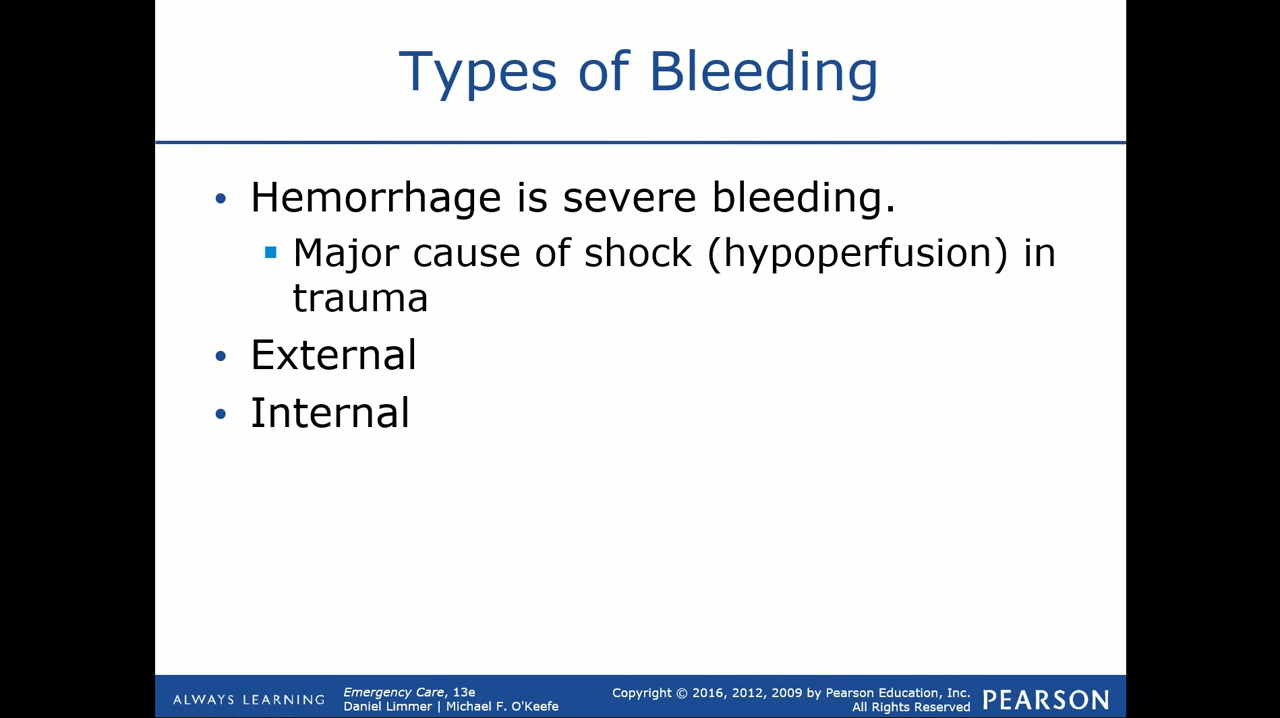 Types of Bleeding
• Hemorrhage is severe bleeding.
▪ Major cause of shock (hypoperfusion) in
trauma
• External
• Internal
ALWAYS LEARNING
Emergency Care, 13e
Daniel Limmer | Michael F. O'Keefe
Copyright © 2016, 2012, 2009 by Pearson Education, Inc.
All Rights Reserved
PEARSON